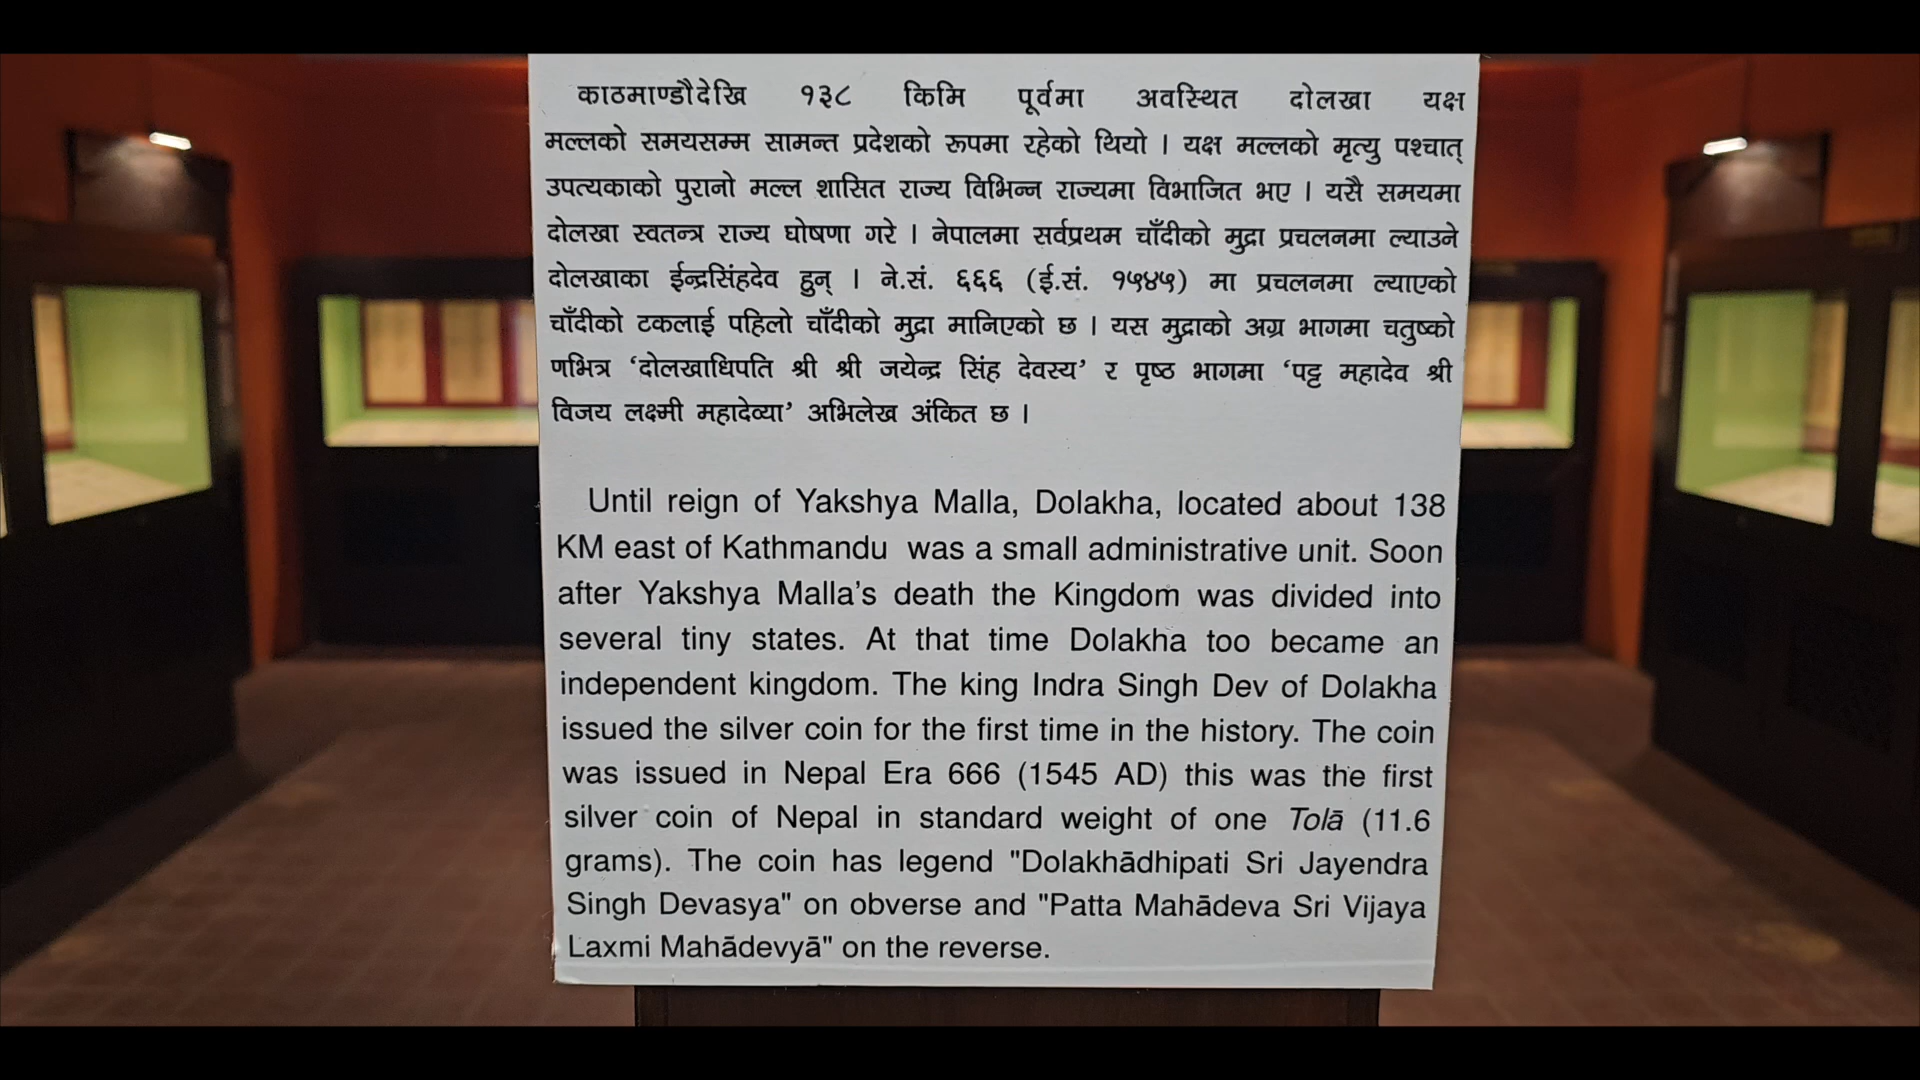 काठमाण्डौदेखि १३८ किमि पूर्वमा अवस्थित दोलखा यक्ष
मल्लको समयसम्म सामन्त प्रदेशको रूपमा रहेको थियो । यक्ष मल्लको मृत्यु पश्चात्
उपत्यकाको पुरानो मल्ल शासित राज्य विभिन्न राज्यमा विभाजित भए । यसै समयमा
दोलखा स्वतन्त्र राज्य घोषणा गरे । नेपालमा सर्वप्रथम चाँदीको मुद्रा प्रचलनमा ल्याउने
दोलखाका ईन्द्रसिंहदेव हुन् । ने.सं. ६६६ (ई.सं. १५४५) मा प्रचलनमा ल्याएको
चाँदीको टकलाई पहिलो चाँदीको मुद्रा मानिएको छ । यस मुद्राको अग्र भागमा चतुष्को
णभित्र ‘दोलखाधिपति श्री श्री जयेन्द्र सिंह देवस्य’ र पृष्ठ भागमा ‘पट्ट महादेव श्री
विजय लक्ष्मी महादेव्या’ अभिलेख अंकित छ ।
Until reign of Yakshya Malla, Dolakha, located about 138
KM east of Kathmandu was a small administrative unit. Soon
after Yakshya Malla’s death the Kingdom was divided into
several tiny states. At that time Dolakha too became an
independent kingdom. The king Indra Singh Dev of Dolakha
issued the silver coin for the first time in the history. The coin
was issued in Nepal Era 666 (1545 AD) this was the first
silver coin of Nepal in standard weight of one Tolā (11.6
grams). The coin has legend "Dolakhādhipati Sri Jayendra
Singh Devasya" on obverse and "Patta Mahādeva Sri Vijaya
Laxmi Mahādevyā" on the reverse.